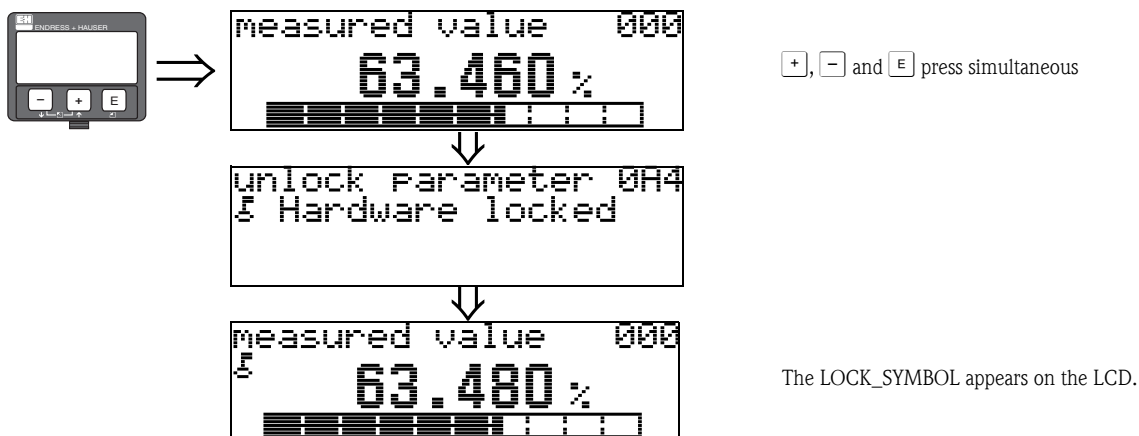 EH
ENDRESS + HAUSER
- + E
measured value 000
63.460 %
+, - and E press simultaneous
unlock parameter 0A4
Hardware locked
measured value 000
63.480 %
The LOCK_SYMBOL appears on the LCD.